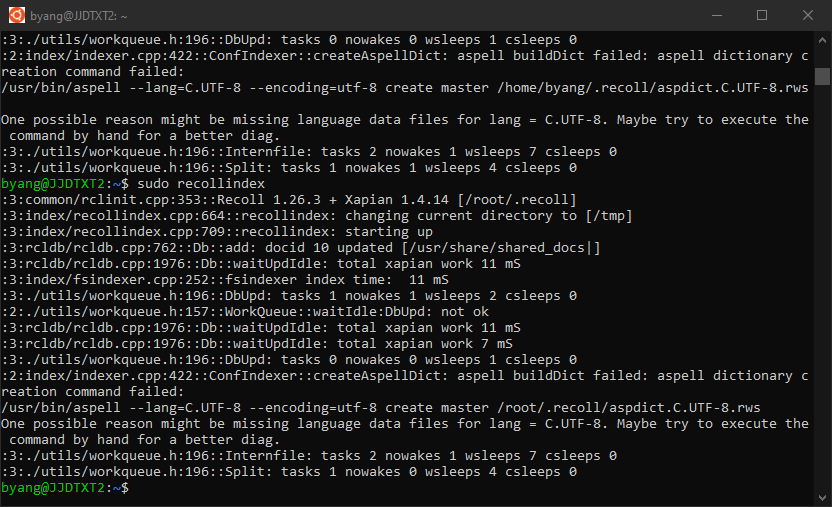 byang@JJDTXT2: ~
:3:./utils/workqueue.h:196::DbUpd: tasks 0 nowakes 0 wsleeps 1 csleeps 0
:2:index/indexer.cpp:422::ConfIndexer::createAspellDict: aspell buildDict failed: aspell dictionary c
reation command failed:
/usr/bin/aspell --lang=C.UTF-8 --encoding=utf-8 create master /home/byang/.recoll/aspdict.C.UTF-8.rws
One possible reason might be missing language data files for lang = C.UTF-8. Maybe try to execute the
 command by hand for a better diag.
:3:./utils/workqueue.h:196::Internfile: tasks 2 nowakes 1 wsleeps 7 csleeps 0
:3:./utils/workqueue.h:196::Split: tasks 1 nowakes 1 wsleeps 4 csleeps 0
byang@JJDTXT2:~$ sudo recollindex
:3:common/rclinit.cpp:353::Recoll 1.26.3 + Xapian 1.4.14 [/root/.recoll]
:3:index/recollindex.cpp:664::recollindex: changing current directory to [/tmp]
:3:index/recollindex.cpp:709::recollindex: starting up
:3:rcldb/rcldb.cpp:762::Db::add: docid 10 updated [/usr/share/shared_docs|]
:3:rcldb/rcldb.cpp:1976::Db::waitUpdIdle: total xapian work 11 mS
:3:index/fsindexer.cpp:252::fsindexer index time:  11 mS
:3:./utils/workqueue.h:196::DbUpd: tasks 1 nowakes 1 wsleeps 2 csleeps 0
:2:./utils/workqueue.h:157::WorkQueue::waitIdle:DbUpd: not ok
:3:rcldb/rcldb.cpp:1976::Db::waitUpdIdle: total xapian work 11 mS
:3:rcldb/rcldb.cpp:1976::Db::waitUpdIdle: total xapian work 7 mS
:3:./utils/workqueue.h:196::DbUpd: tasks 0 nowakes 0 wsleeps 1 csleeps 0
:2:index/indexer.cpp:422::ConfIndexer::createAspellDict: aspell buildDict failed: aspell dictionary c
reation command failed:
/usr/bin/aspell --lang=C.UTF-8 --encoding=utf-8 create master /root/.recoll/aspdict.C.UTF-8.rws
One possible reason might be missing language data files for lang = C.UTF-8. Maybe try to execute the
 command by hand for a better diag.
:3:./utils/workqueue.h:196::Internfile: tasks 2 nowakes 1 wsleeps 7 csleeps 0
:3:./utils/workqueue.h:196::Split: tasks 1 nowakes 0 wsleeps 4 csleeps 0
byang@JJDTXT2:~$